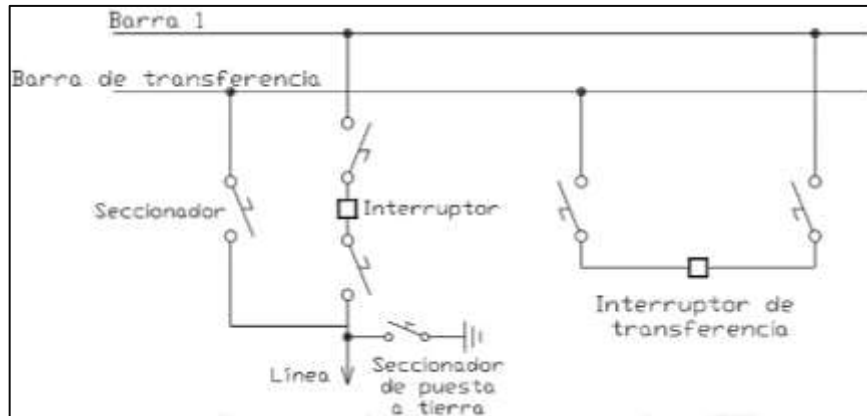 Barra 1
Barra de transferencia
Seccionador
Interruptor
Interruptor de
transferencia
Línea
Seccionador
de puesta
a tierra